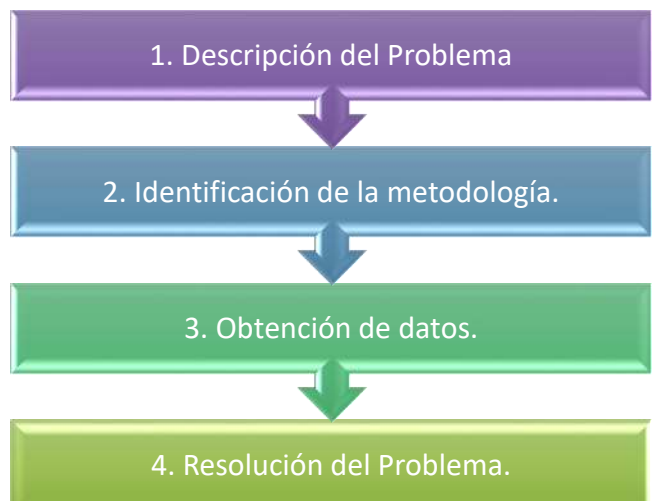 1. Descripción del Problema
2. Identificación de la metodología.
3. Obtención de datos.
4. Resolución del Problema.